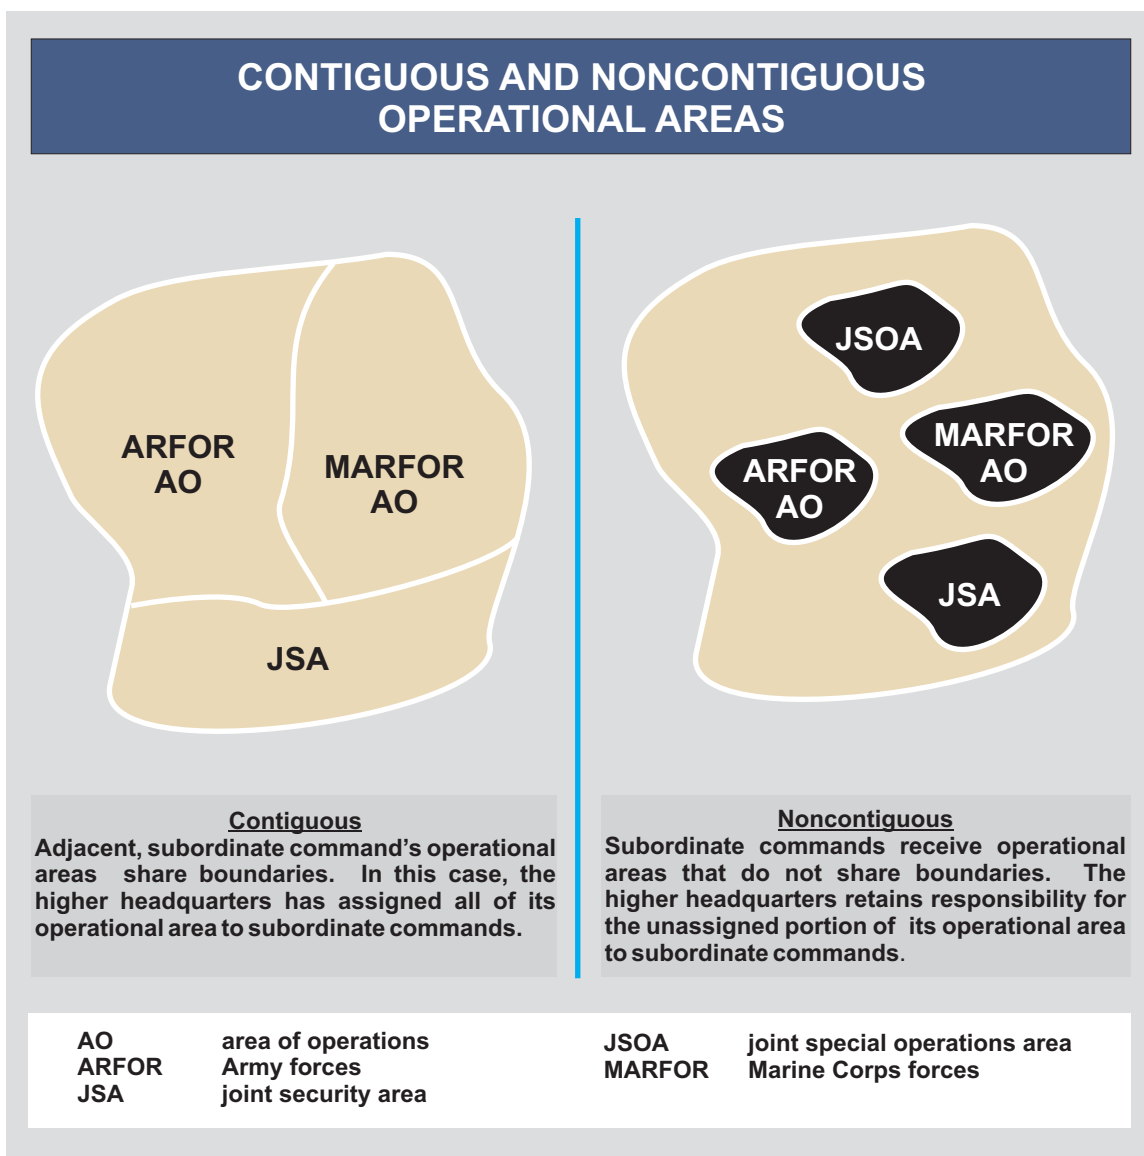 CONTIGUOUS AND NONCONTIGUOUS
OPERATIONAL AREAS
ARFOR
AO
MARFOR
AO
JSA
JSOA
MARFOR
AO
ARFOR
AO
JSA
Contiguous
Adjacent, subordinate command's operational
areas share boundaries. In this case, the
higher headquarters has assigned all of its
operational area to subordinate commands.
Noncontiguous
Subordinate commands receive operational
areas that do not share boundaries. The
higher headquarters retains responsibility for
the unassigned portion of its operational area
to subordinate commands.
AO area of operations
ARFOR Army forces
JSA joint security area
JSOA joint special operations area
MARFOR Marine Corps forces